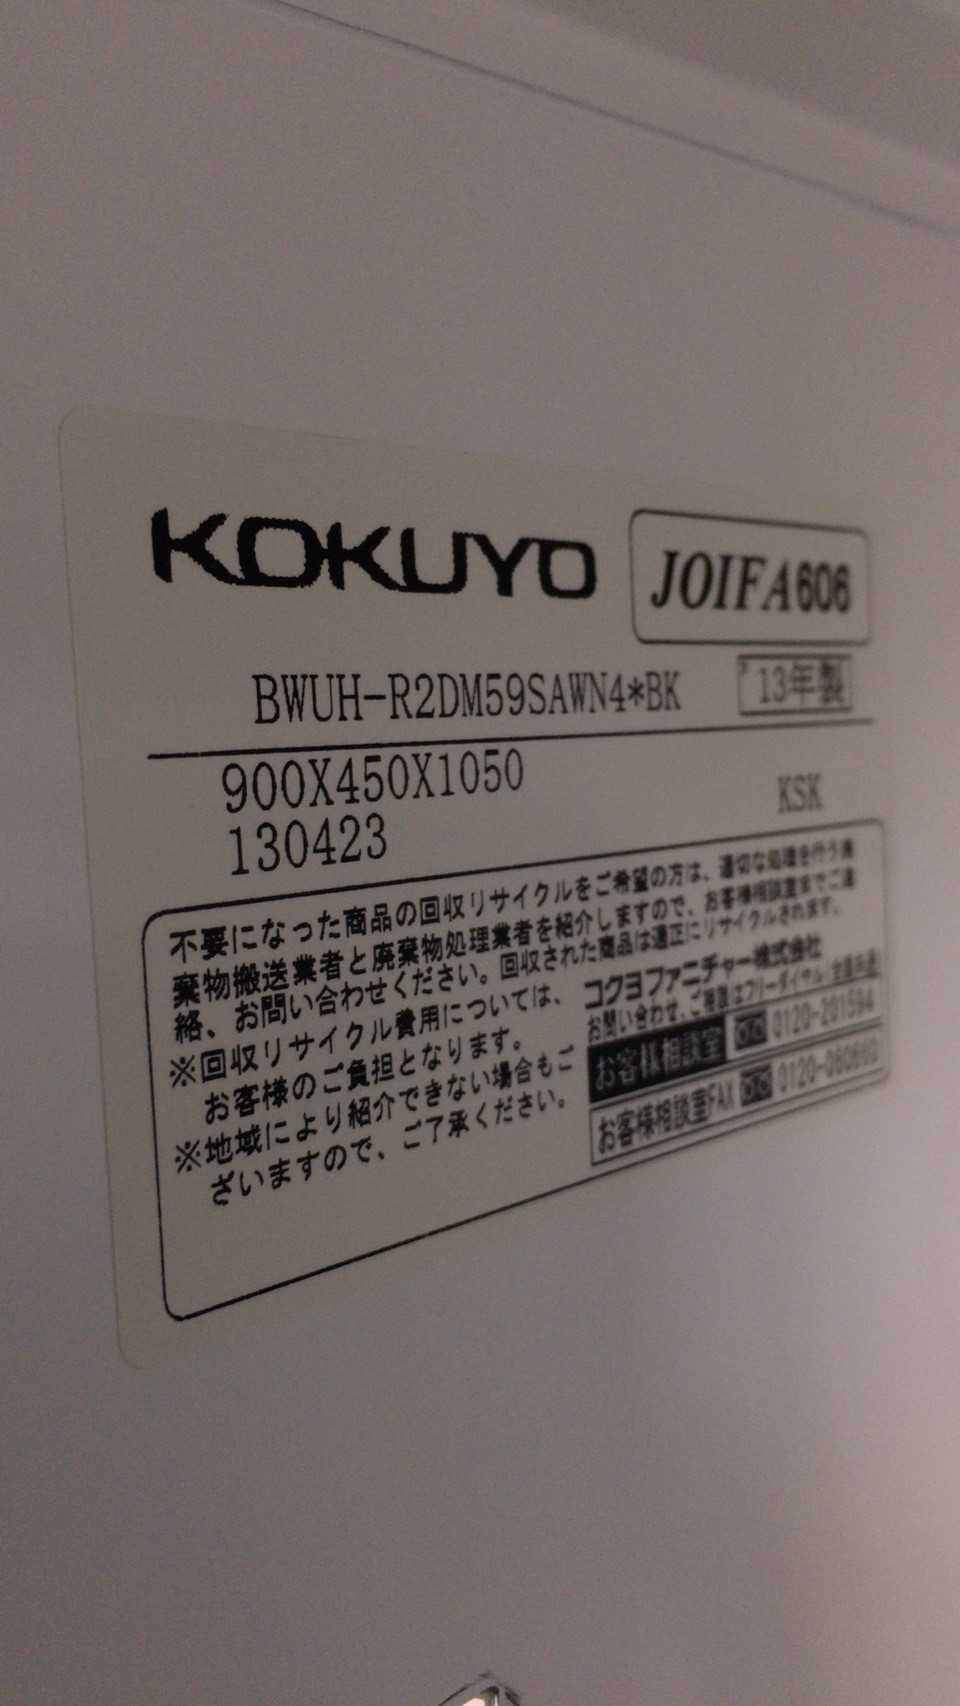 KOKUYO
JOIFA606
BWUH-R2DM59SAWN4*BK
'13年製
900X450X1050
KSK
130423
不要になった商品の回収リサイクルをご希望の方は、適切な処理を行う廃
棄物搬送業者と廃棄物処理業者を紹介しますので、お客様相談室までご連
絡、お問い合わせください。回収された商品は適正にリサイクルされます。
※回収リサイクル費用については、
お客様のご負担となります。
※地域により紹介できない場合もご
ざいますので、ご了承ください。
コクヨファニチャー株式会社
お問い合わせ、ご相談はフリーダイヤル(全国共通)
お客様相談室 0120-201594
お客様相談室FAX 0120-060660